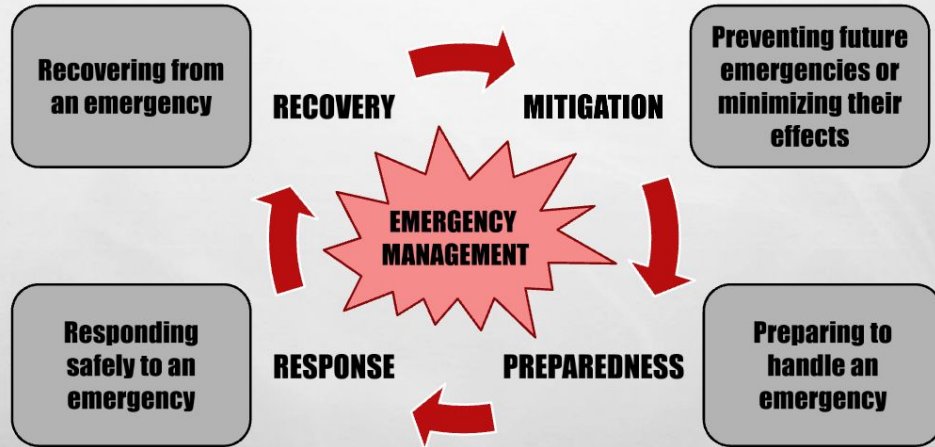 Recovering from
an emergency
RECOVERY
MITIGATION
Preventing future
emergencies or
minimizing their
effects
EMERGENCY
MANAGEMENT
Responding
safely to an
emergency
RESPONSE
PREPAREDNESS
Preparing to
handle an
emergency